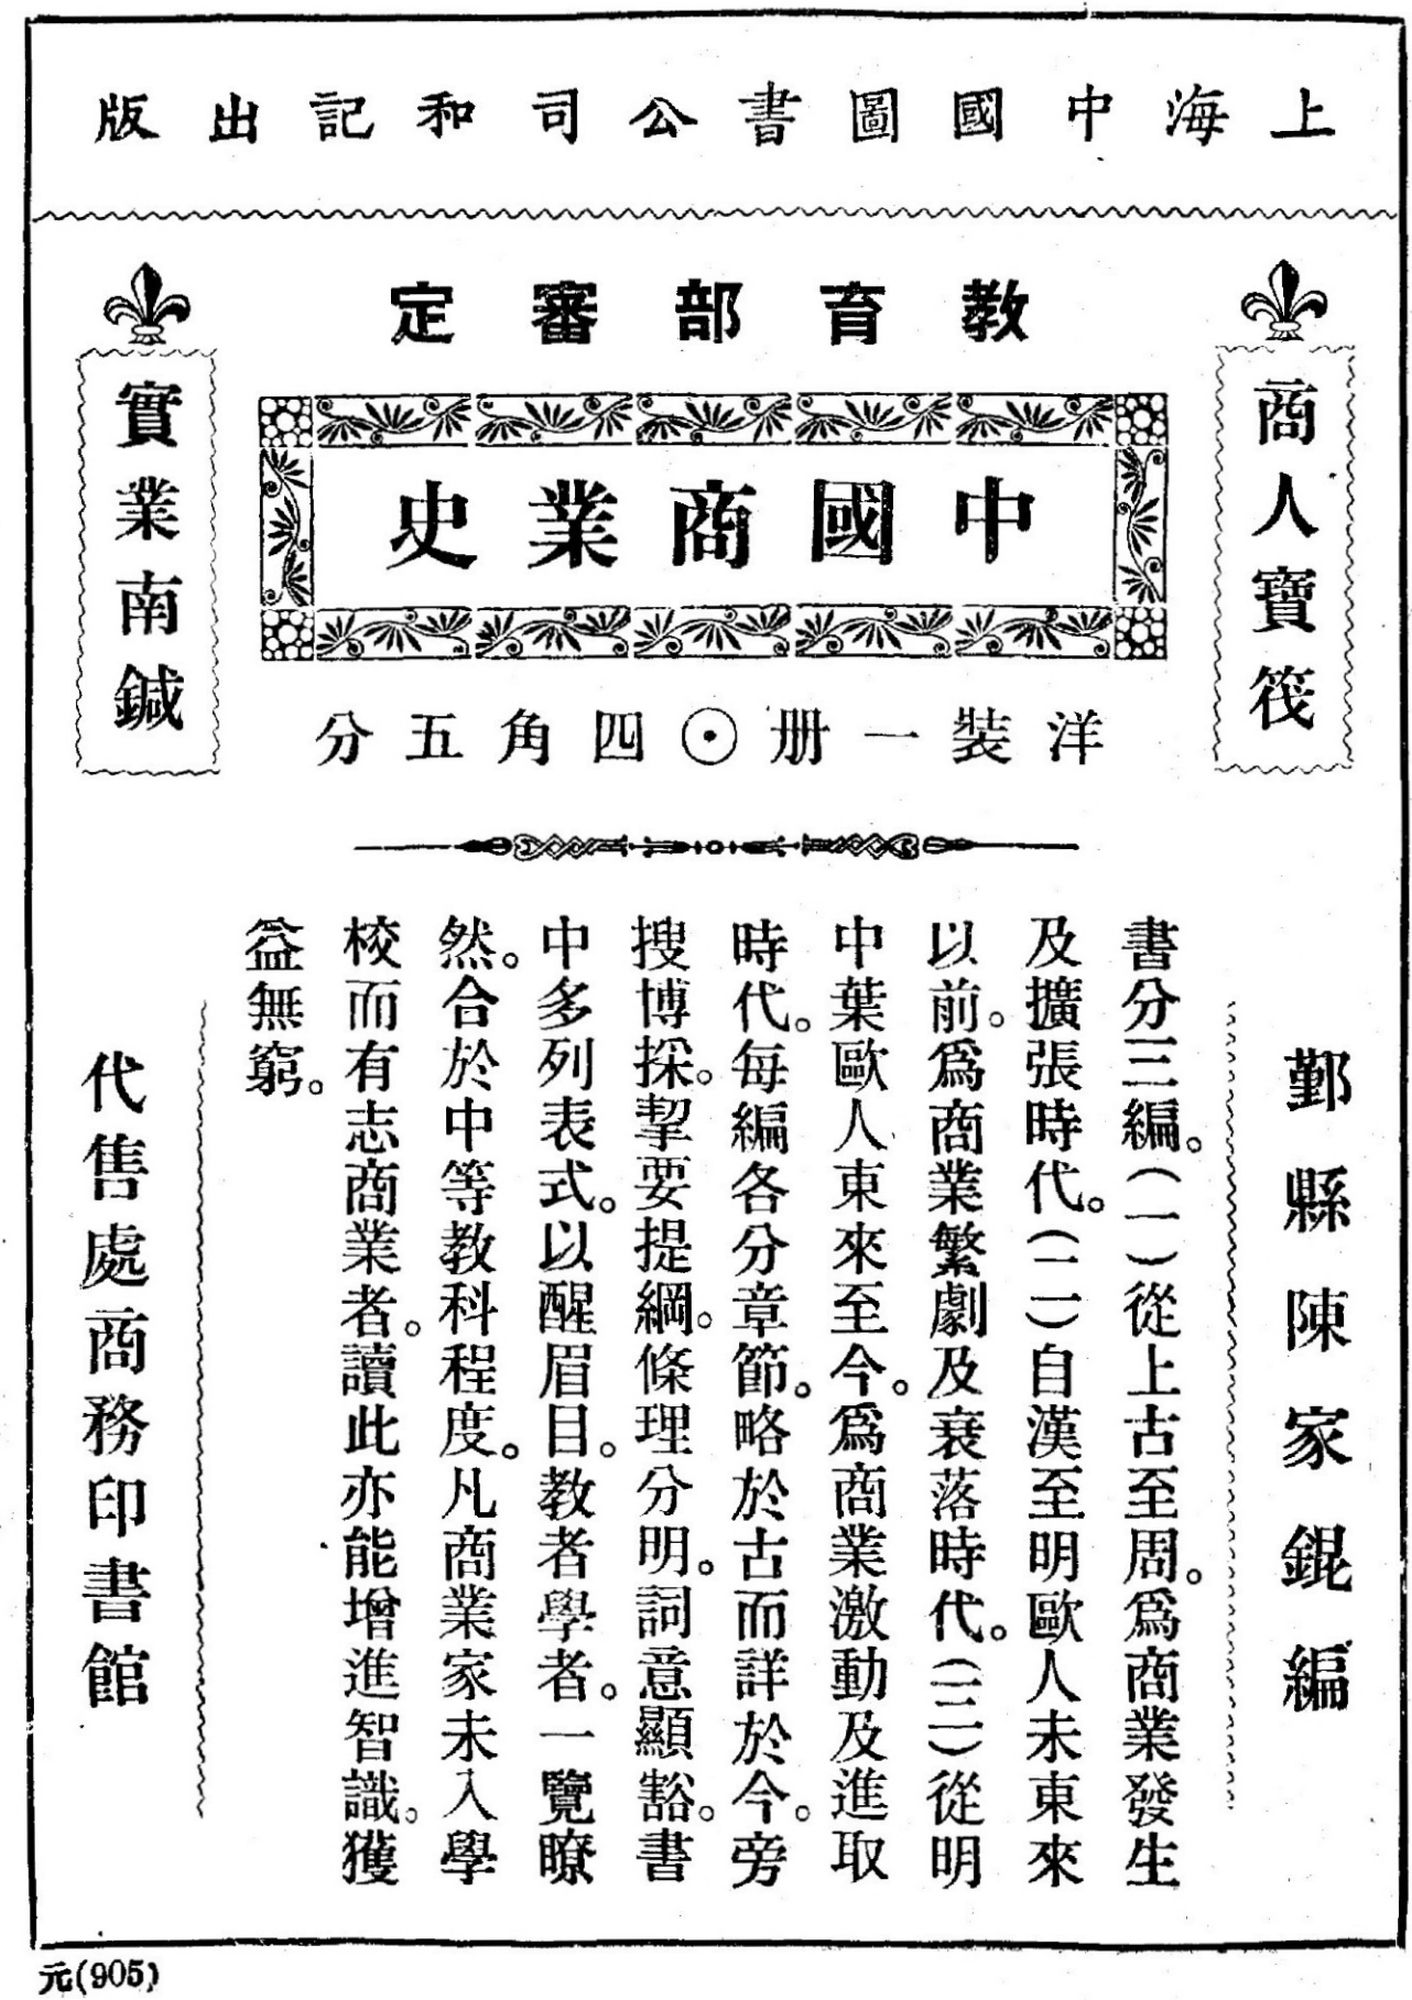 上海中國圖書公司和記出版
教育部審定
商人寶筏
中國商業史
實業南鍼
洋裝一册⊙四角五分
鄞縣陳家錕編
書分三編。(一)從上古至周。爲商業發生
及擴張時代。(二)自漢至明歐人未東來
以前。爲商業繁劇及衰落時代。(三)從明
中葉歐人東來至今。爲商業激動及進取
時代。每編各分章節。略於古而詳於今。旁
搜博採。挈要提綱。條理分明。詞意顯豁。書
中多列表式。以醒眉目。教者學者。一覽瞭
然。合於中等教科程度。凡商業家未入學
校而有志商業者。讀此亦能增進智識。獲
益無窮。
代售處商務印書館
元(905)